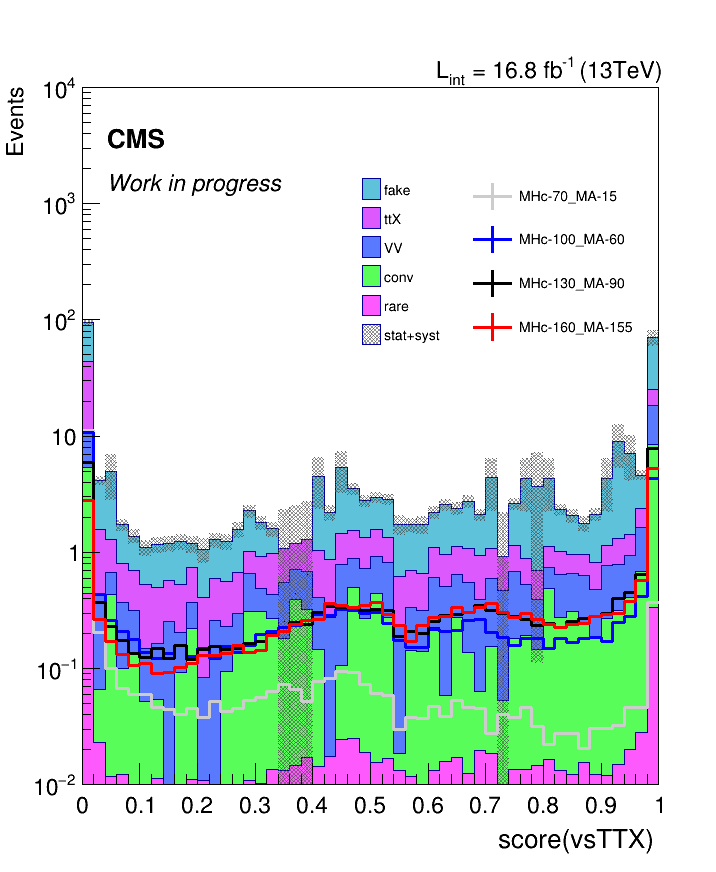 L_int = 16.8 fb^-1 (13TeV)
Events
10^4
CMS
Work in progress
fake
ttX
VV
conv
rare
stat+syst
MHc-70_MA-15
MHc-100_MA-60
MHc-130_MA-90
MHc-160_MA-155
10^3
10^2
10
1
10^-1
10^-2
0 0.1 0.2 0.3 0.4 0.5 0.6 0.7 0.8 0.9 1
score(vsTTX)